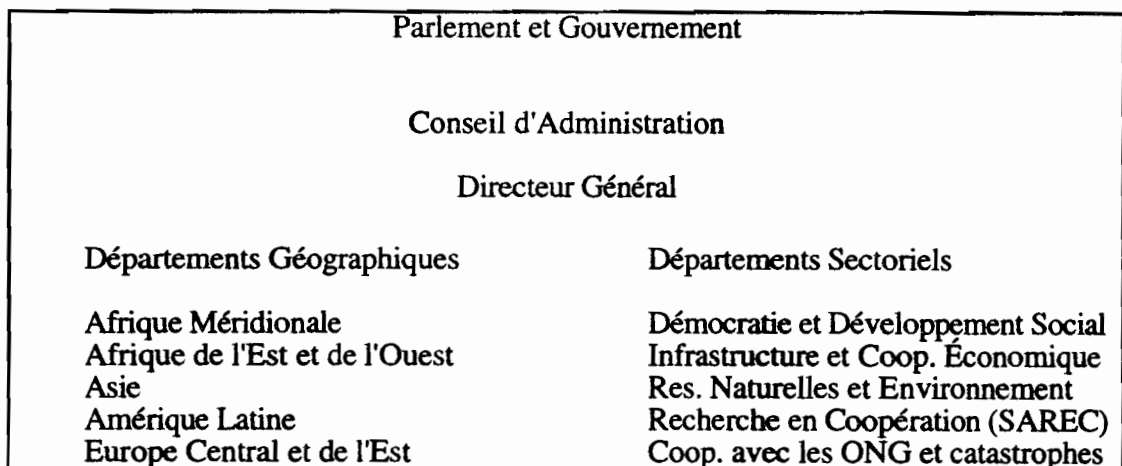 Parlement et Gouvernement
Conseil d'Administration
Directeur Général
Départements Géographiques
Afrique Méridionale
Afrique de l'Est et de l'Ouest
Asie
Amérique Latine
Europe Central et de l'Est
Départements Sectoriels
Démocratie et Développement Social
Infrastructure et Coop. Économique
Res. Naturelles et Environnement
Recherche en Coopération (SAREC)
Coop. avec les ONG et catastrophes